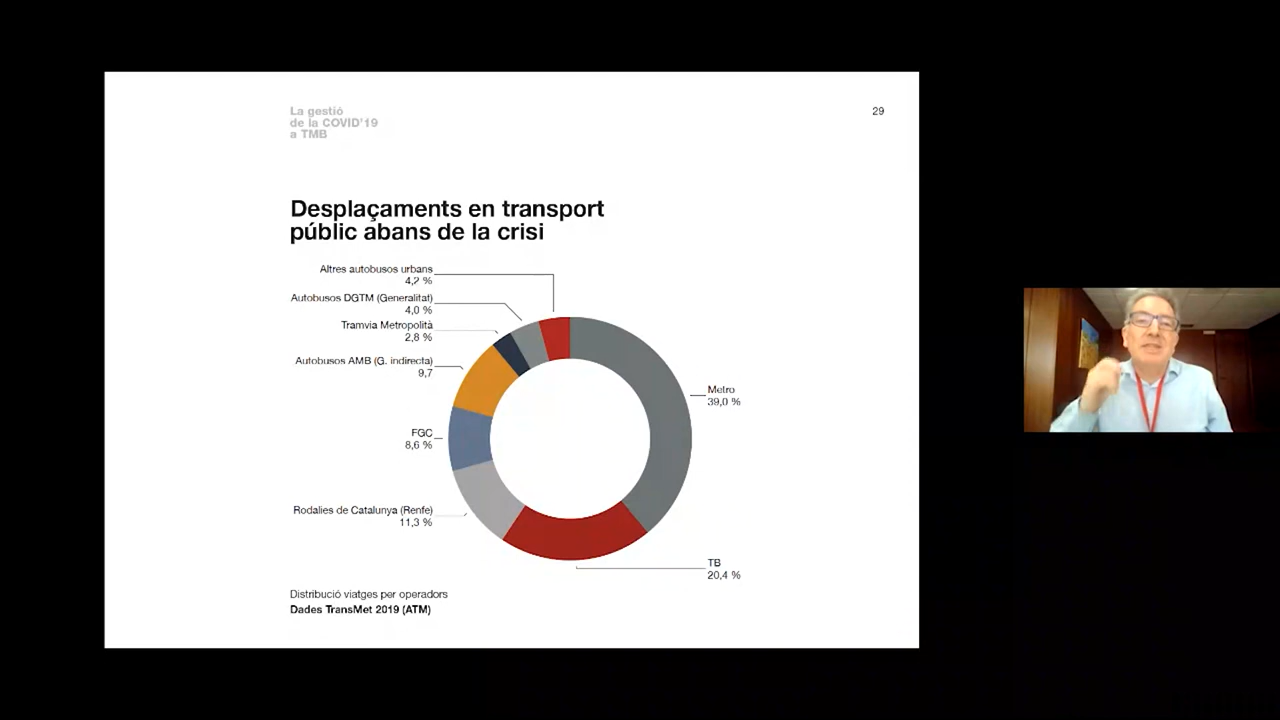 La gestió
de la COVID'19
a TMB
29
Desplaçaments en transport
públic abans de la crisi
Altres autobusos urbans
4,2 %
Autobusos DGTM (Generalitat)
4,0 %
Tramvia Metropolità
2,8 %
Autobusos AMB (G. indirecta)
9,7
FGC
8,6 %
Rodalies de Catalunya (Renfe)
11,3 %
Metro
39,0 %
TB
20,4 %
Distribució viatges per operadors
Dades TransMet 2019 (ATM)